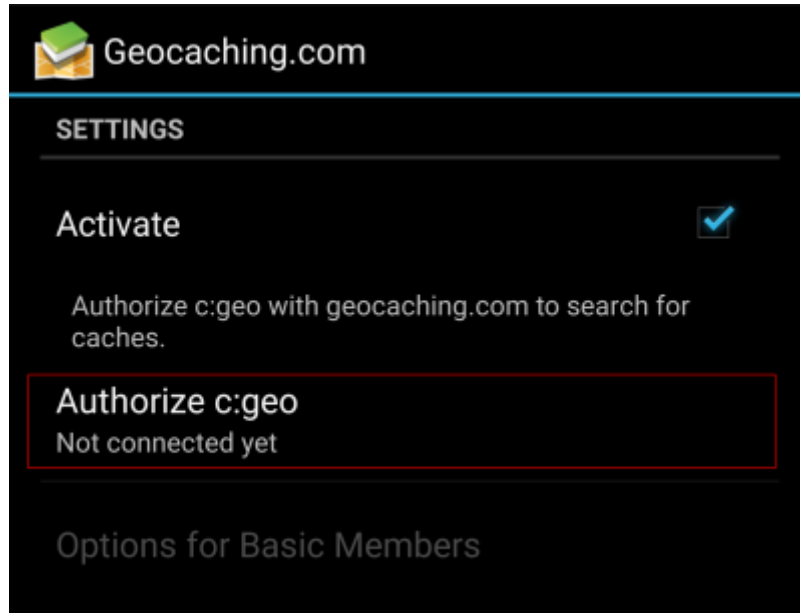 Geocaching.com
SETTINGS
Activate
Authorize c:geo with geocaching.com to search for
caches.
Authorize c:geo
Not connected yet
Options for Basic Members